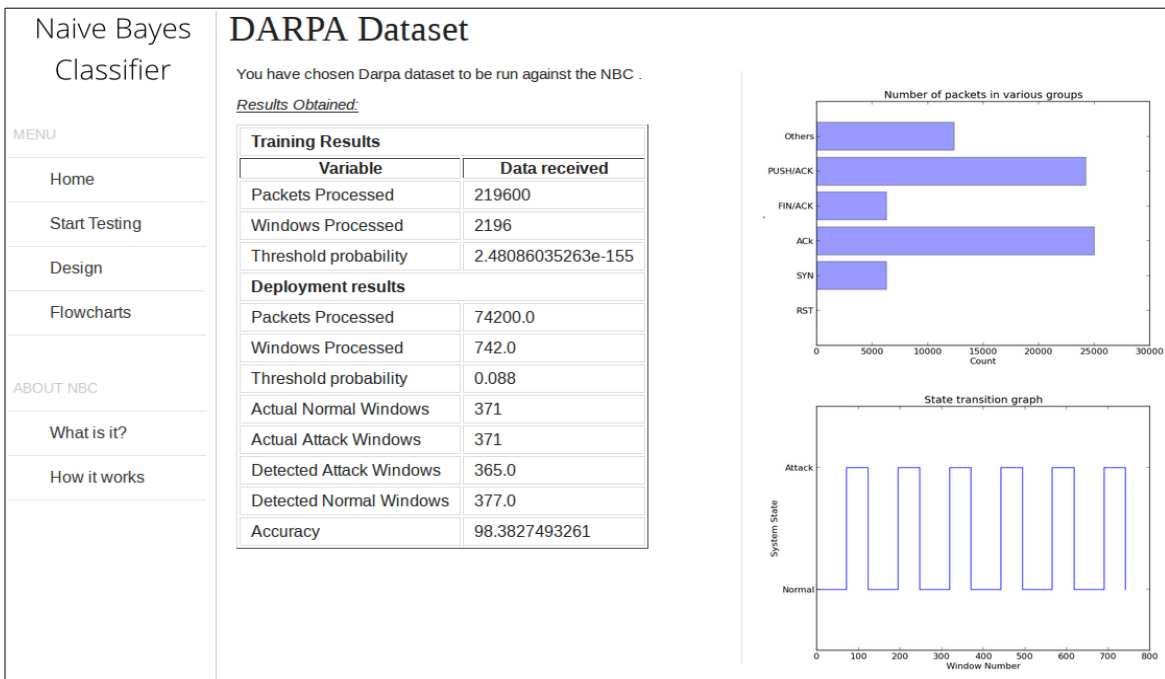 Naive Bayes
Classifier
MENU
Home
Start Testing
Design
Flowcharts
ABOUT NBC
What is it?
How it works
DARPA Dataset
You have chosen Darpa dataset to be run against the NBC .
Results Obtained:
Training Results
Variable Data received
Packets Processed 219600
Windows Processed 2196
Threshold probability 2.48086035263e-155
Deployment results
Packets Processed 74200.0
Windows Processed 742.0
Threshold probability 0.088
Actual Normal Windows 371
Actual Attack Windows 371
Detected Attack Windows 365.0
Detected Normal Windows 377.0
Accuracy 98.3827493261
Number of packets in various groups
Others
PUSH/ACK
FIN/ACK
ACk
SYN
RST
0 5000 10000 15000 20000 25000 30000
Count
State transition graph
Attack
System State
Normal
0 100 200 300 400 500 600 700 800
Window Number